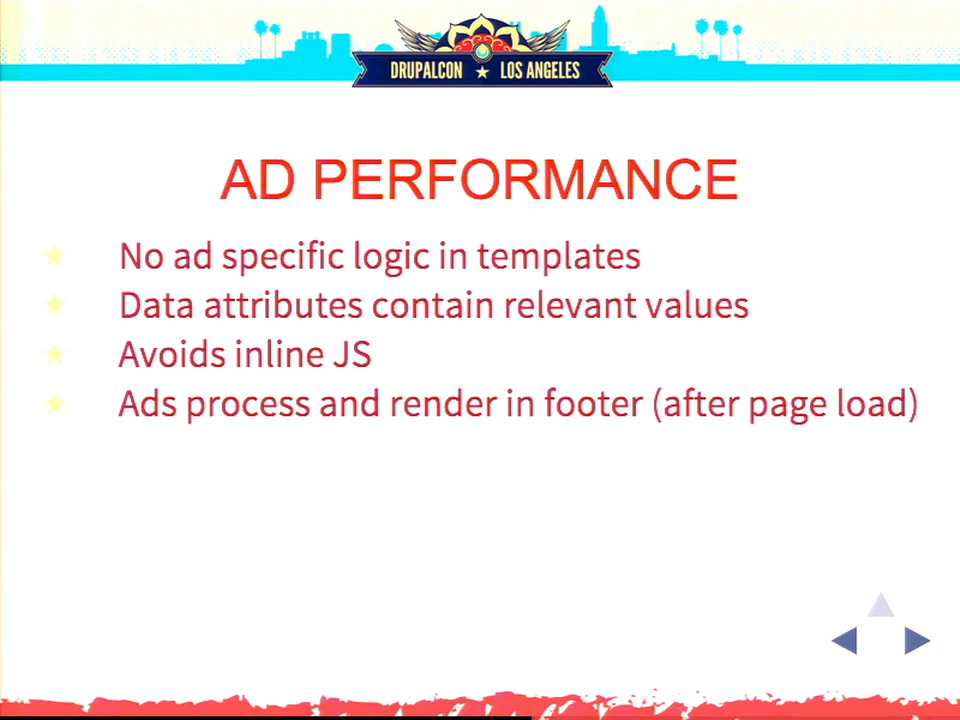 DRUPALCON ★ LOS ANGELES
AD PERFORMANCE
★ No ad specific logic in templates
★ Data attributes contain relevant values
★ Avoids inline JS
★ Ads process and render in footer (after page load)